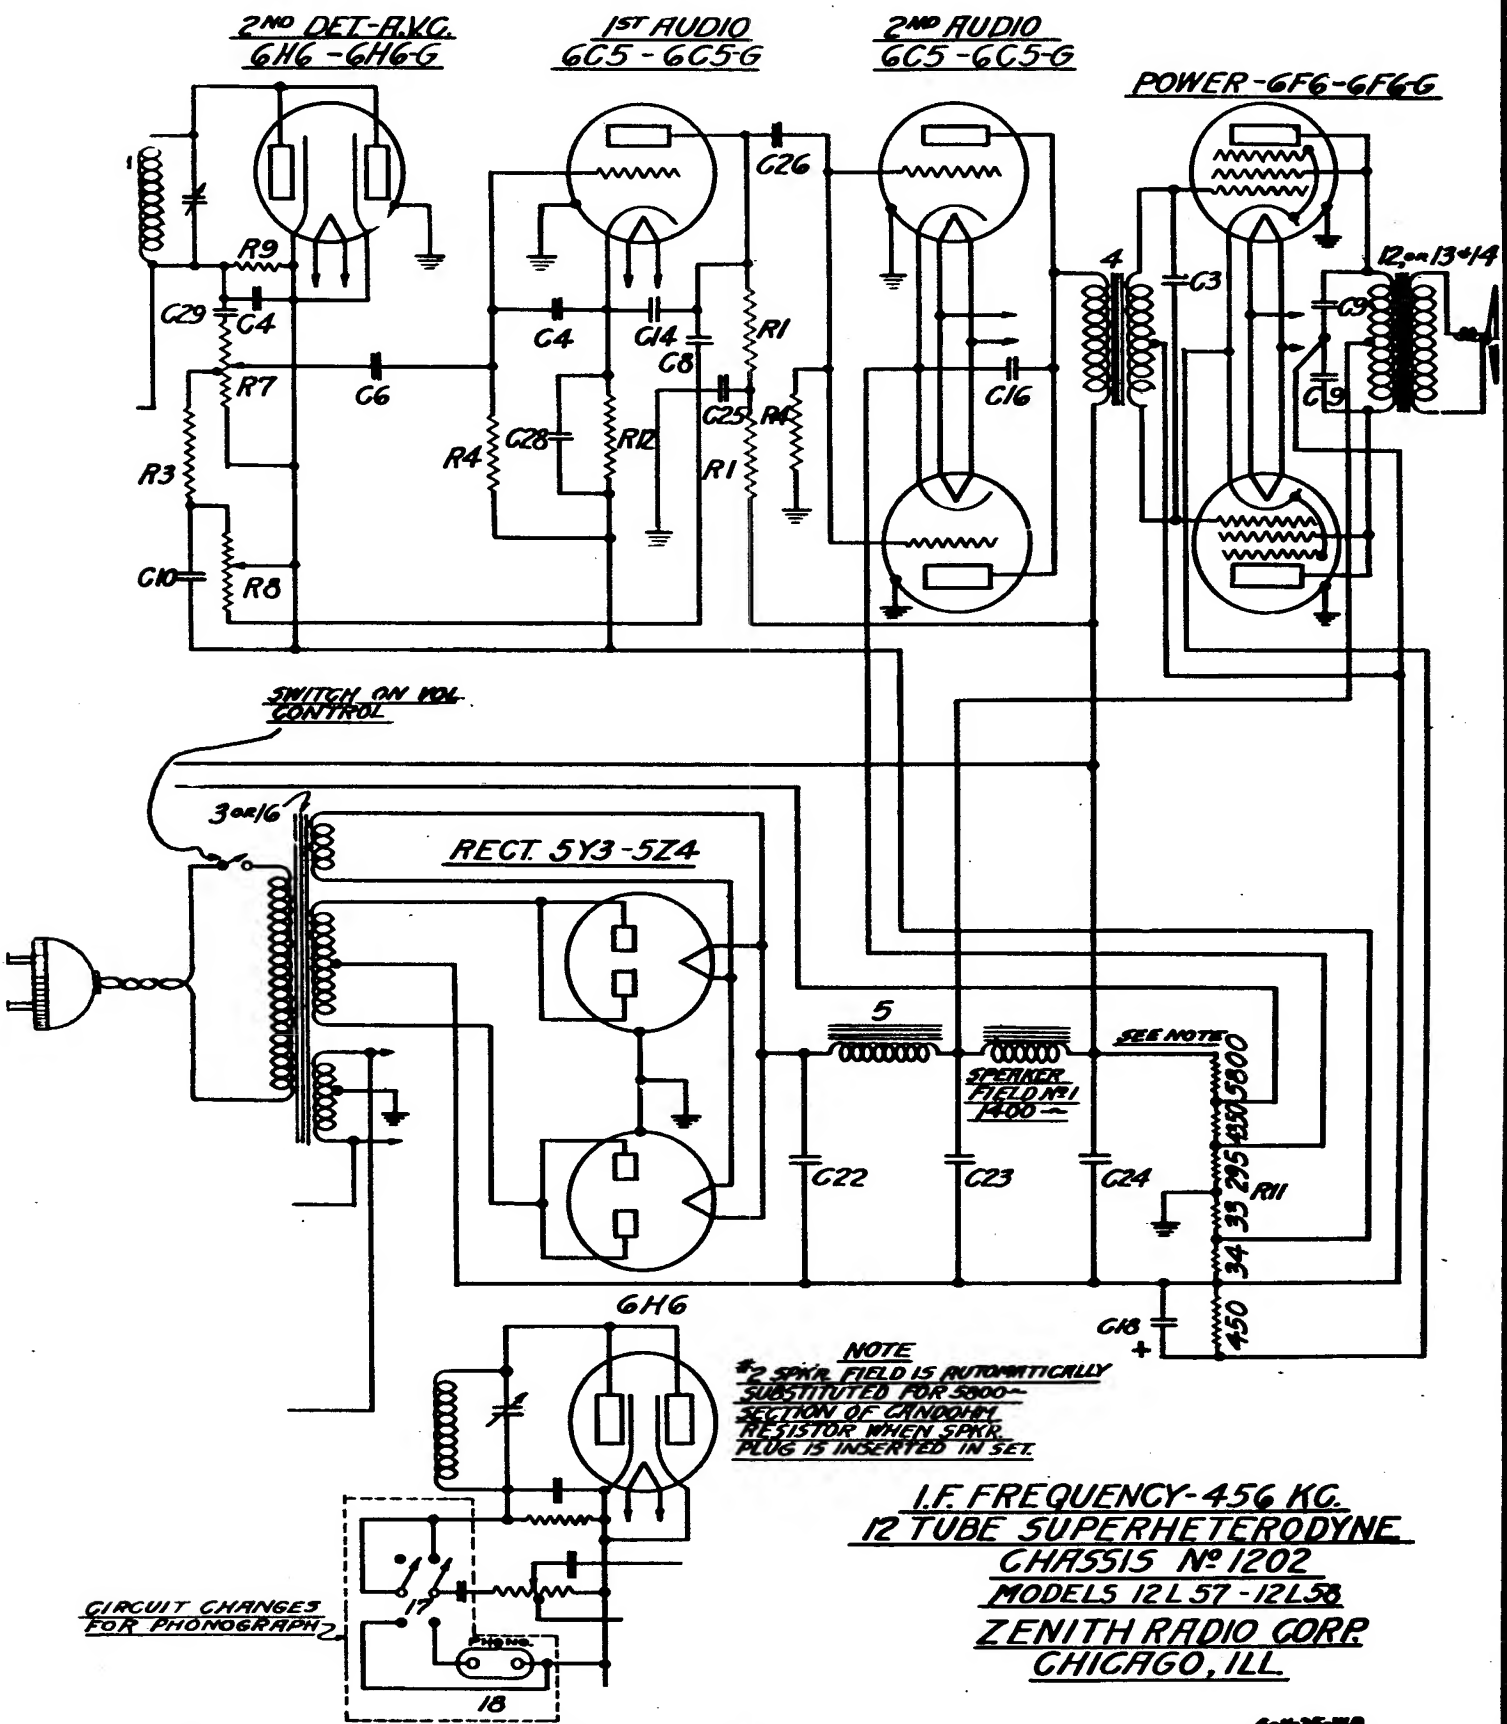 2ND DET-A.V.C.
6H6-6H6-G
1ST AUDIO
6C5-6C5-G
2ND AUDIO
6C5-6C5-G
POWER-6F6-6F6-G
R9
C29
C4
R7
C6
R3
C10
R8
C4
C14
C8
R1
C28
R12
R4
C25
R1
C26
R4
C16
4
C3
C9
C9
12, OR 13 & 14
SWITCH ON VOL
CONTROL
3 OR 16
RECT. 5Y3-5Z4
5
SPEAKER
FIELD Nº1
1400~
SEE NOTE
5800
4350
295
R11
33
34
450
C22
C23
C24
C18
+
6H6
NOTE
#2 SPKR. FIELD IS AUTOMATICALLY
SUBSTITUTED FOR 5800~
SECTION OF CANDOHM
RESISTOR WHEN SPKR.
PLUG IS INSERTED IN SET.
CIRCUIT CHANGES
FOR PHONOGRAPH
17
PHONO.
18
I.F. FREQUENCY-456 KC.
12 TUBE SUPERHETERODYNE
CHASSIS Nº 1202
MODELS 12L57-12L58
ZENITH RADIO CORP.
CHICAGO, ILL.